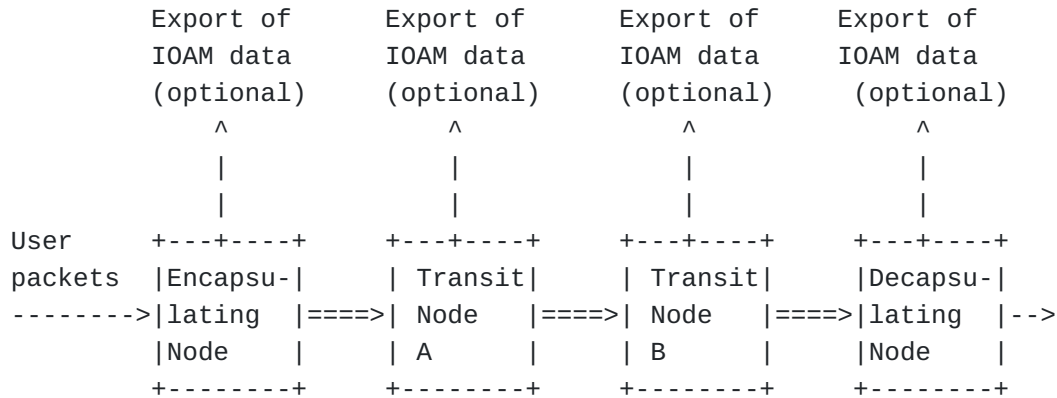 Export of Export of Export of Export of
IOAM data IOAM data IOAM data IOAM data
(optional) (optional) (optional) (optional)
User
packets |Encapsu-| | Transit| | Transit| |Decapsu-|
-------->|lating |====>| Node |====>| Node |====>|lating |-->
|Node | | A | | B | |Node |